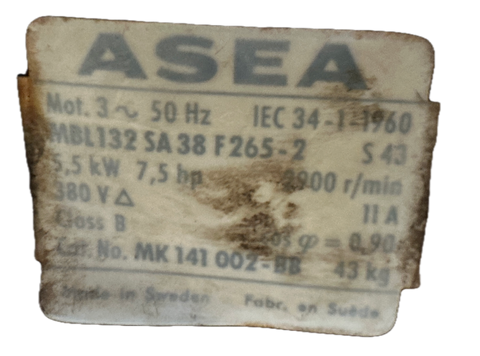 ASEA
Mot. 3 ~ 50 Hz IEC 34-1-1960
MBL132 SA 38 F265-2 S 43
5,5 kW 7,5 hp 2900 r/min
380 V Δ 11 A
Class B cos φ = 0,90
Cat. No. MK 141 002-BB 43 kg
Made in Sweden Fabr. en Suède